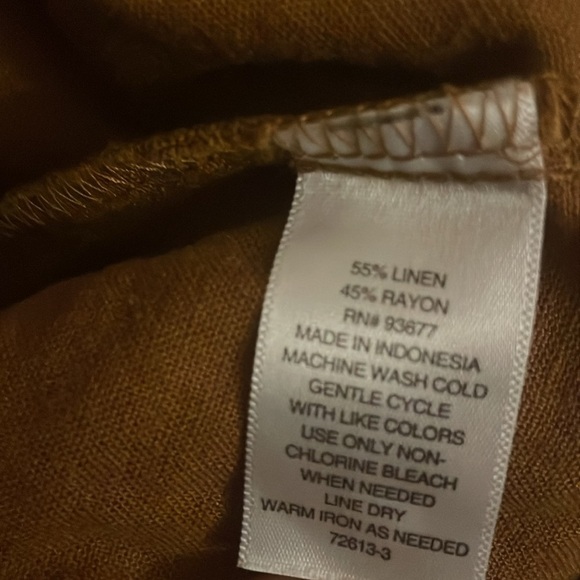 55% LINEN
45% RAYON
RN# 93677
MADE IN INDONESIA
MACHINE WASH COLD
GENTLE CYCLE
WITH LIKE COLORS
USE ONLY NON-
CHLORINE BLEACH
WHEN NEEDED
LINE DRY
WARM IRON AS NEEDED
72613-3